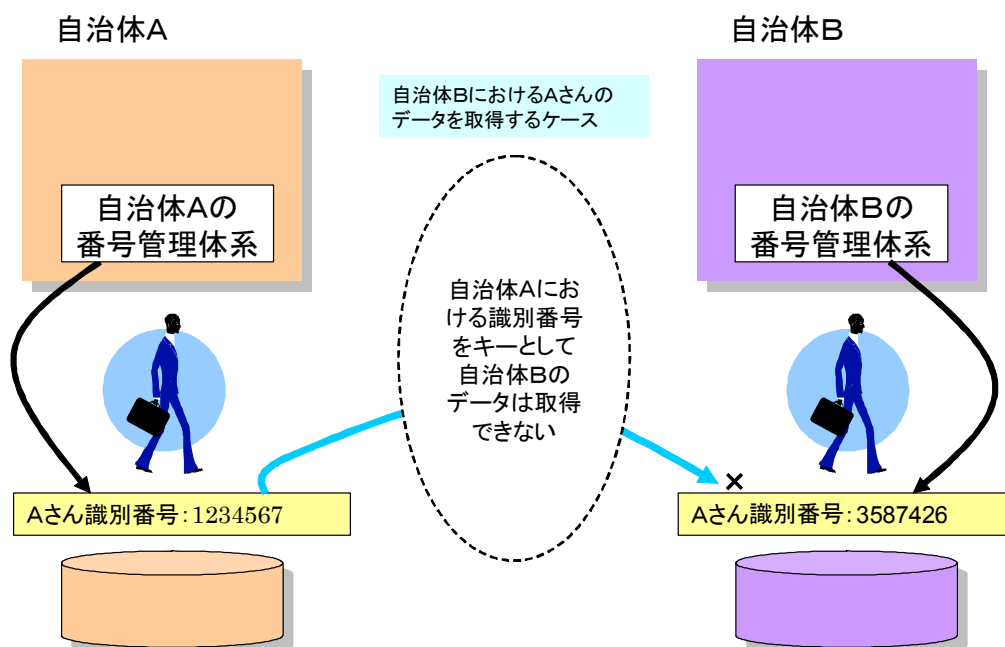 自治体A
自治体B
自治体BにおけるAさんの
データを取得するケース
自治体Aの
番号管理体系
自治体Bの
番号管理体系
自治体Aにお
ける識別番号
をキーとして
自治体Bの
データは取得
できない
×
Aさん識別番号:1234567
Aさん識別番号:3587426